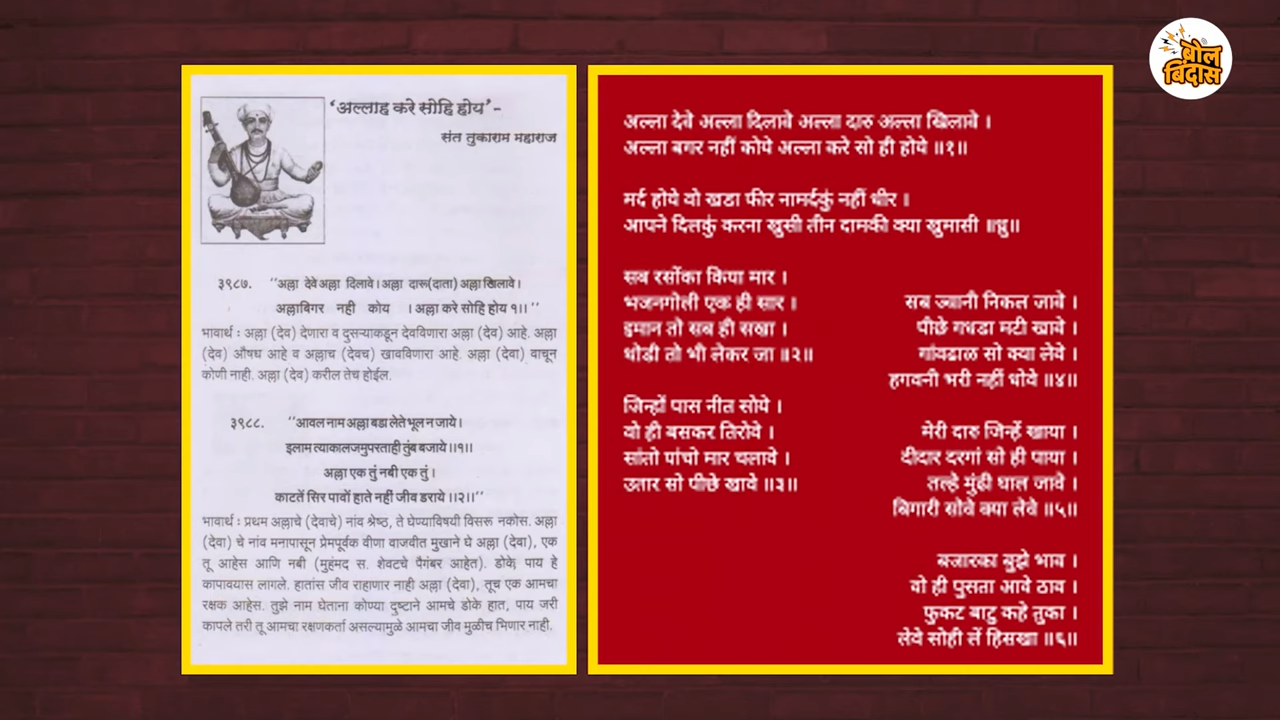 बोल
बिंदास
‘अल्लाह करे सोहि होय’-
संत तुकाराम महाराज
३९८७. “अल्ला देवे अल्ला दिलावे। अल्ला दारू(दाता) अल्ला खिलावे।
अल्लाबिगर नही कोय । अल्ला करे सोहि होय १।।”
भावार्थ : अल्ला (देव) देणारा व दुसऱ्याकडून देवविणारा अल्ला (देव) आहे. अल्ला
(देव) औषध आहे व अल्लाच (देवच) खावविणारा आहे. अल्ला (देवा) वाचून
कोणी नाही. अल्ला (देव) करील तेच होईल.
३९८८. “आवल नाम अल्ला बडा लेते भूल न जाये।
इलाम त्याकालजमुपरताही तुंब बजाये।।१।।
अल्ला एक तुं नबी एक तुं।
काटतें सिर पावों हाते नहीं जीव डराये।।२।।”
भावार्थ : प्रथम अल्लाचे (देवाचे) नांव श्रेष्ठ, ते घेण्याविषयी विसरू नकोस. अल्ला
(देवा) चे नांव मनापासून प्रेमपूर्वक वीणा वाजवीत मुखाने घे अल्ला (देवा), एक
तू आहेस आणि नबी (मुहंमद स. शेवटचे पैगंबर आहेत). डोके, पाय हे
कापावयास लागले. हातांस जीव राहाणार नाही अल्ला (देवा), तूच एक आमचा
रक्षक आहेस. तुझे नाम घेताना कोण्या दुष्टाने आमचे डोके हात, पाय जरी
कापले तरी तू आमचा रक्षणकर्ता असल्यामुळे आमचा जीव मुळीच भिणार नाही.
अल्ला देवे अल्ला दिलावे अल्ला दारु अल्ला खिलावे ।
अल्ला बगर नहीं कोये अल्ला करे सो ही होये ॥१॥
मर्द होये वो खडा फीर नामर्दकुं नहीं धीर ।
आपने दिलकुं करना खुसी तीन दामकी क्या खुमासी ॥ध्रु॥
सब रसोंका किया मार ।
भजनगोली एक ही सार ।
इमान तो सब ही सखा ।
थोडी तो भी लेकर जा ॥२॥
जिन्हों पास नीत सोये ।
वो ही बसकर तिरोवे ।
सांतो पांचो मार चलावे ।
उतार सो पीछे खावे ॥३॥
सब ज्वानी निकल जावे ।
पीछे गधडा मटी खावे ।
गांवढाळ सो क्या लेवे ।
हगवनी भरी नहीं धोवे ॥४॥
मेरी दारु जिन्हें खाया ।
दीदार दरगां सो ही पाया ।
तल्हे मुंढी घाल जावे ।
बिगारी सोवे क्या लेवे ॥५॥
बजारका बुझे भाव ।
वो ही पुसता आवे ठाव ।
फुकट बाटु कहे तुका ।
लेवे सोही लें हिसखा ॥६॥